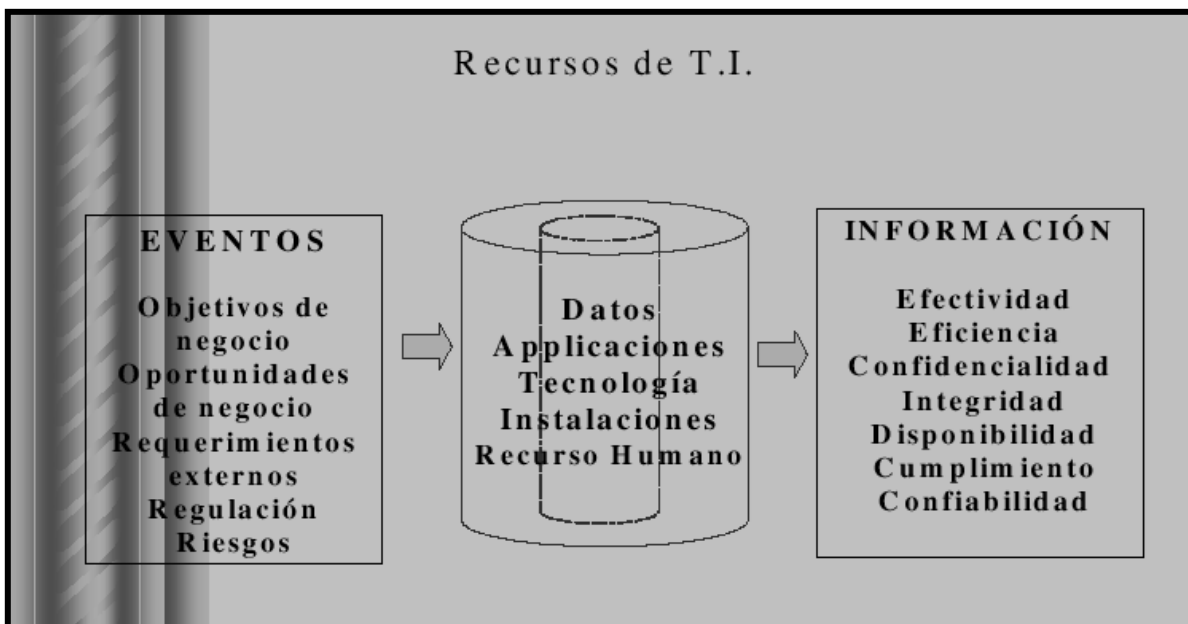 Recursos de T.I.
EVENTOS
Objetivos de
negocio
Oportunidades
de negocio
Requerimientos
externos
Regulación
Riesgos
Datos
Applicaciones
Tecnología
Instalaciones
Recurso Humano
INFORMACIÓN
Efectividad
Eficiencia
Confidencialidad
Integridad
Disponibilidad
Cumplimiento
Confiabilidad